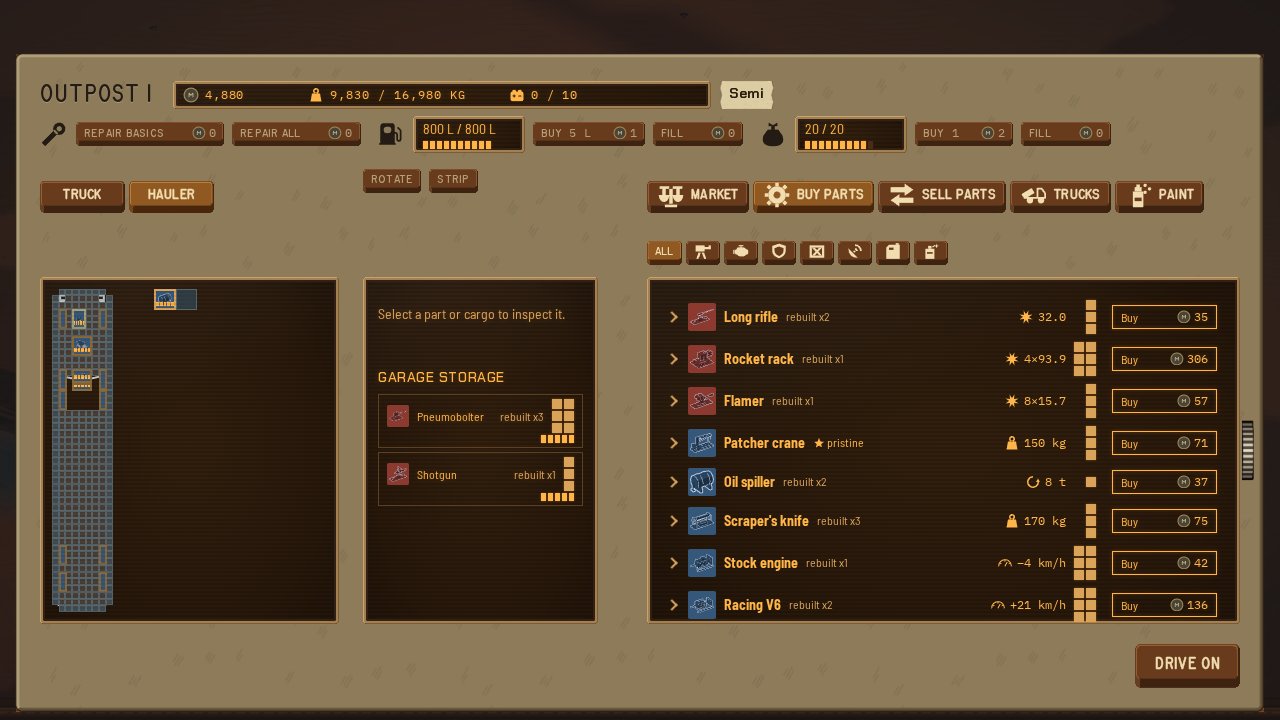 OUTPOST 1
4,880
9,830 / 16,980 KG
0 / 10
Semi
REPAIR BASICS 0
REPAIR ALL 0
800 L / 800 L
BUY 5 L 1
FILL 0
20 / 20
BUY 1 2
FILL 0
TRUCK
HAULER
ROTATE
STRIP
MARKET
BUY PARTS
SELL PARTS
TRUCKS
PAINT
ALL
Select a part or cargo to inspect it.
GARAGE STORAGE
Pneumobolter rebuilt x3
Shotgun rebuilt x1
Long rifle rebuilt x2 32.0 Buy 35
Rocket rack rebuilt x1 4×93.9 Buy 306
Flamer rebuilt x1 8×15.7 Buy 57
Patcher crane ★ pristine 150 kg Buy 71
Oil spiller rebuilt x2 8 t Buy 37
Scraper's knife rebuilt x3 170 kg Buy 75
Stock engine rebuilt x1 −4 km/h Buy 42
Racing V6 rebuilt x2 +21 km/h Buy 136
DRIVE ON